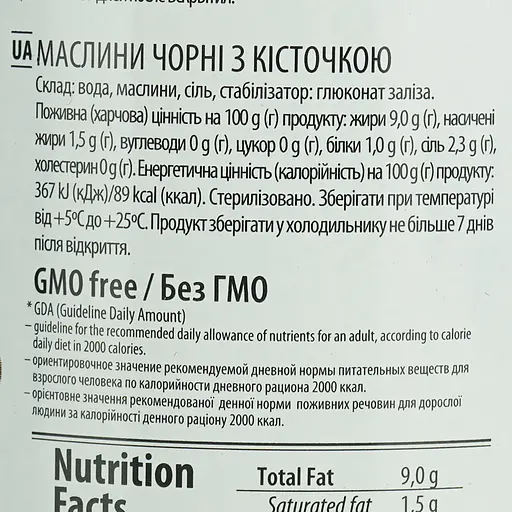 UA МАСЛИНИ ЧОРНІ З КІСТОЧКОЮ
Склад: вода, маслини, сіль, стабілізатор: глюконат заліза.
Поживна (харчова) цінність на 100 g (г) продукту: жири 9,0 g (г), насичені
жири 1,5 g (г), вуглеводи 0 g (г), цукор 0 g (г), білки 1,0 g (г), сіль 2,3 g (г),
холестерин 0 g (г). Енергетична цінність (калорійність) на 100 g (г) продукту:
367 kJ (кДж)/89 kcal (ккал). Стерилізовано. Зберігати при температурі
від +5ºC до +25ºC. Продукт зберігати у холодильнику не більше 7 днів
після відкриття.
GMO free / Без ГМО
* GDA (Guideline Daily Amount)
– guideline for the recommended daily allowance of nutrients for an adult, according to calorie
daily diet in 2000 calories.
– ориентировочное значение рекомендуемой дневной нормы питательных веществ для
взрослого человека по калорийности дневного рациона 2000 ккал.
– орієнтовне значення рекомендованої денної норми поживних речовин для дорослої
людини за калорійності денного раціону 2000 ккал.
Nutrition
Facts
Total Fat 9,0 g
Saturated fat 1,5 g